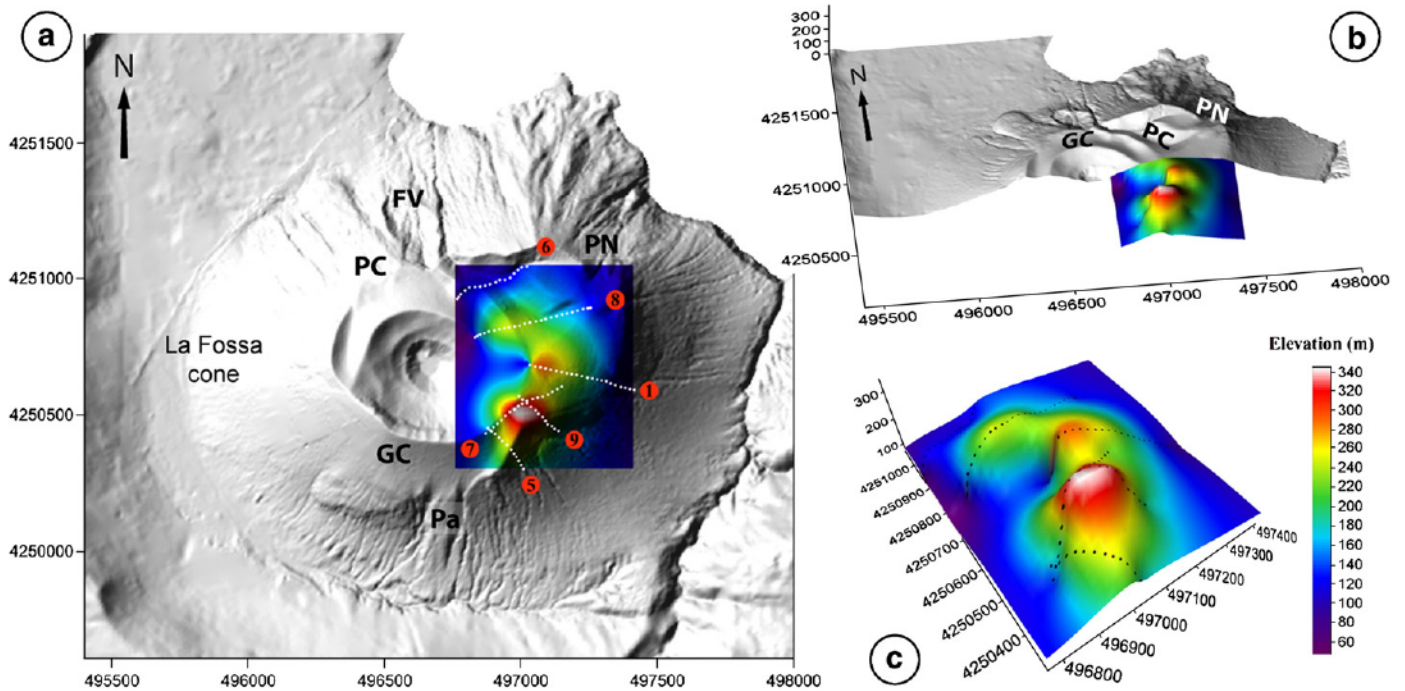 a
N
4251500
4251000
4250500
4250000
495500 496000 496500 497000 497500 498000
FV
PC
PN
La Fossa
cone
GC
Pa
6
8
1
7
9
5
b
300
200
100
0
N
4251500
4251000
4250500
GC
PC
PN
495500 496000 496500 497000 497500 498000
c
300
200
100
4251000
4250900
4250800
4250700
4250600
4250500
4250400
496800
496900
497000
497100
497200
497300
497400
Elevation (m)
340
320
300
280
260
240
220
200
180
160
140
120
100
80
60